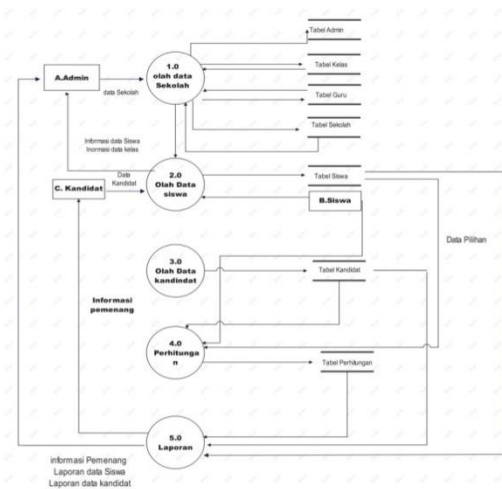 Tabel Admin
1.0
olah data
Sekolah
Tabel Kelas
A.Admin
data Sekolah
Tabel Guru
Tabel Sekolah
Informasi data Siswa
Inormasi data kelas
Data
Kandidat
2.0
Olah Data
siswa
Tabel Siswa
C. Kandidat
B.Siswa
Data Pilihan
3.0
Olah Data
kandindat
Tabel Kandidat
Informasi
pemenang
4.0
Perhitunga
n
Tabel Perhitungan
5.0
Laporan
informasi Pemenang
Laporan data Siswa
Laporan data kandidat